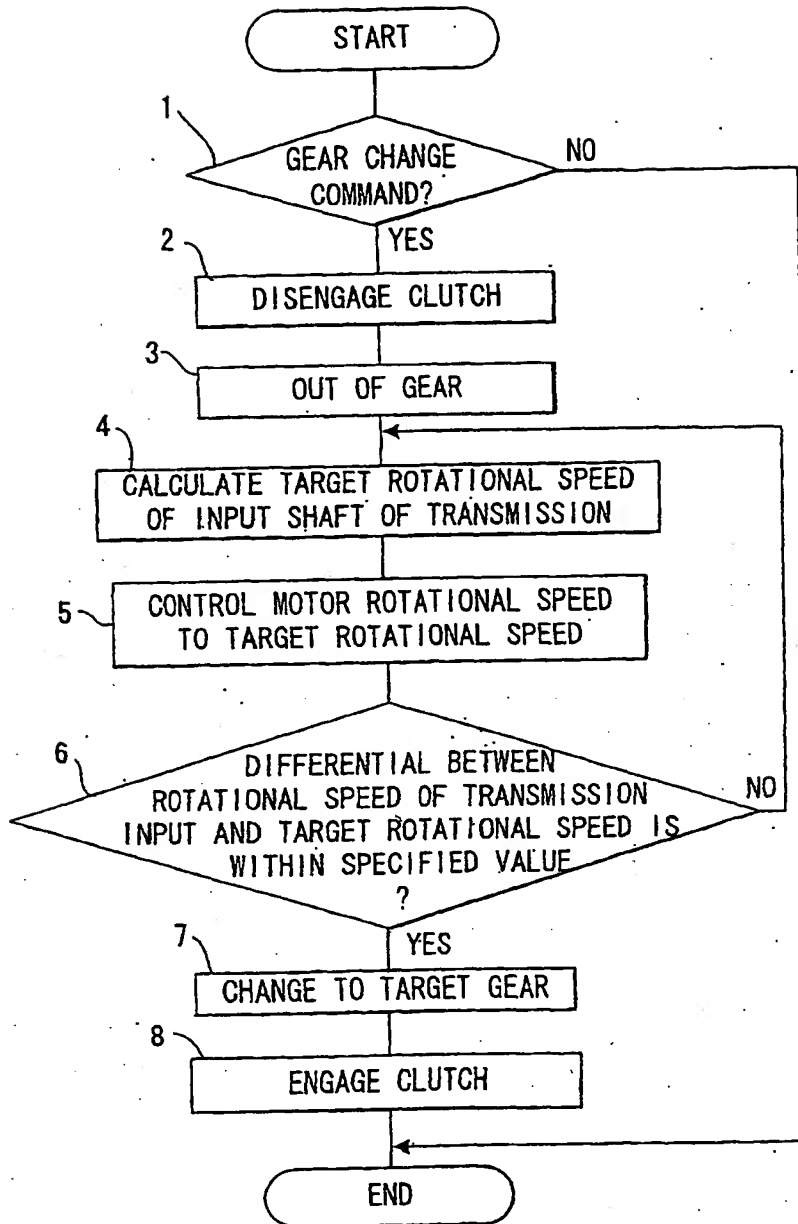 START
1
GEAR CHANGE
COMMAND?
NO
YES
2
DISENGAGE CLUTCH
3
OUT OF GEAR
4
CALCULATE TARGET ROTATIONAL SPEED
OF INPUT SHAFT OF TRANSMISSION
5
CONTROL MOTOR ROTATIONAL SPEED
TO TARGET ROTATIONAL SPEED
6
DIFFERENTIAL BETWEEN
ROTATIONAL SPEED OF TRANSMISSION
INPUT AND TARGET ROTATIONAL SPEED IS
WITHIN SPECIFIED VALUE
?
NO
YES
7
CHANGE TO TARGET GEAR
8
ENGAGE CLUTCH
END